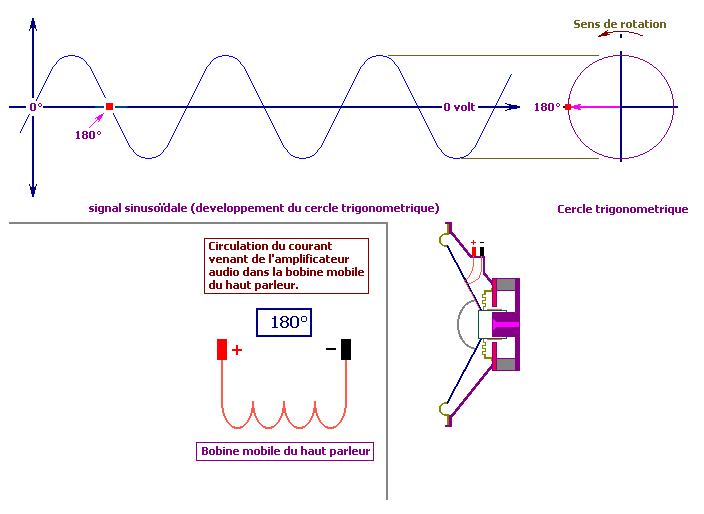 Sens de rotation
0°
0 volt
180°
180°
signal sinusoïdale (developpement du cercle trigonometrique)
Cercle trigonometrique
Circulation du courant
venant de l'amplificateur
audio dans la bobine mobile
du haut parleur.
+ -
180°
+ -
Bobine mobile du haut parleur